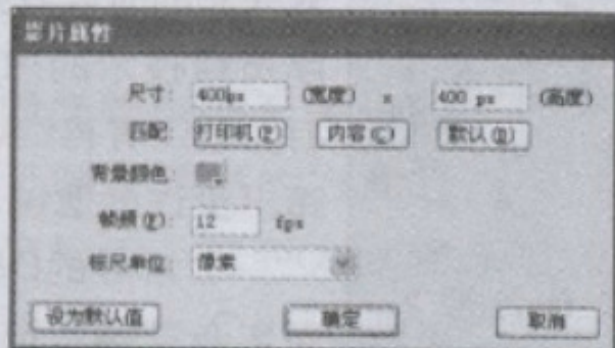 影片属性
尺寸: 400px (宽度) x 400 px (高度)
匹配: 打印机(P) 内容(C) 默认(D)
背景颜色:
帧频(F): 12 fps
标尺单位: 像素
设为默认值 确定 取消